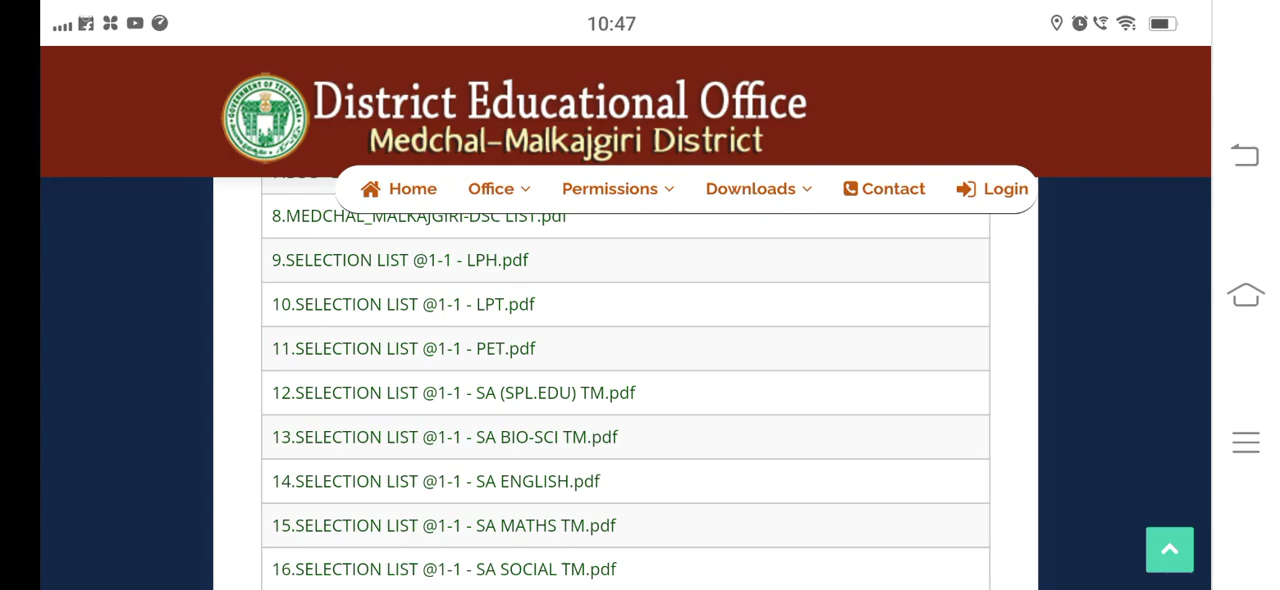 10:47
District Educational Office
Medchal-Malkajgiri District
Home Office Permissions Downloads Contact Login
8.MEDCHAL_MALKAJGIRI-DSC LIST.pdf
9.SELECTION LIST @1-1 - LPH.pdf
10.SELECTION LIST @1-1 - LPT.pdf
11.SELECTION LIST @1-1 - PET.pdf
12.SELECTION LIST @1-1 - SA (SPL.EDU) TM.pdf
13.SELECTION LIST @1-1 - SA BIO-SCI TM.pdf
14.SELECTION LIST @1-1 - SA ENGLISH.pdf
15.SELECTION LIST @1-1 - SA MATHS TM.pdf
16.SELECTION LIST @1-1 - SA SOCIAL TM.pdf